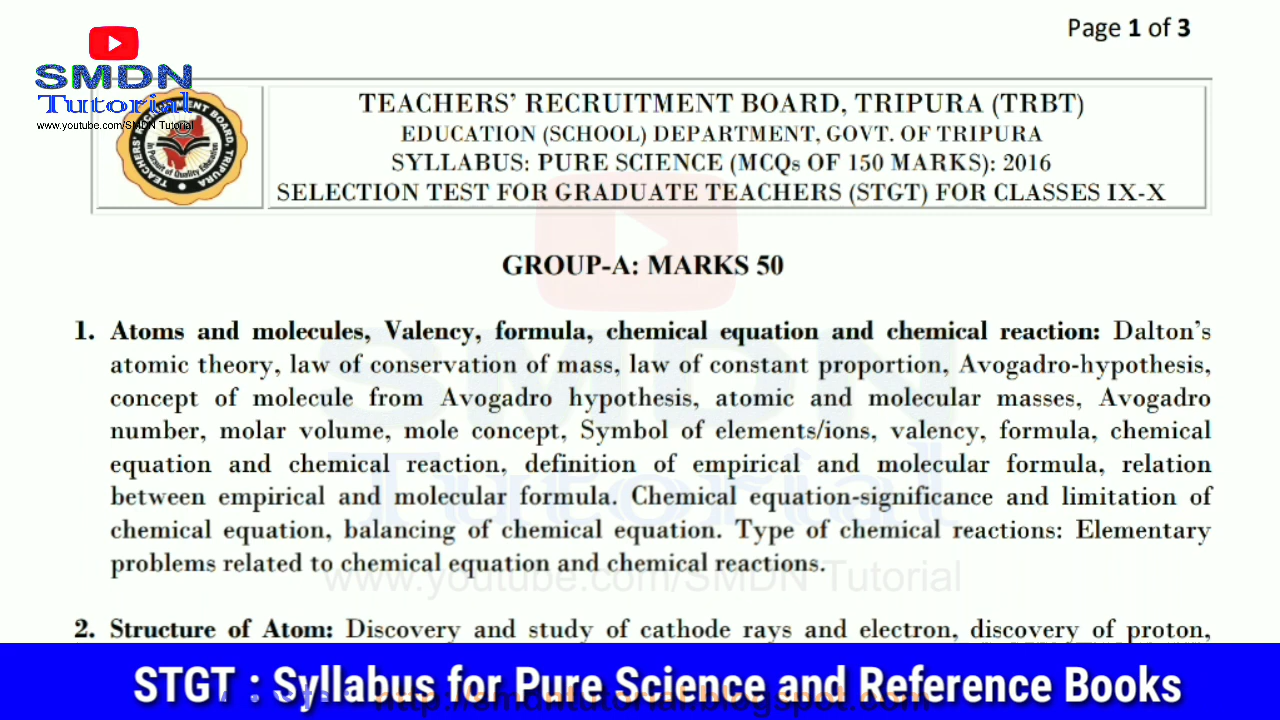 Page 1 of 3
SMDN
Tutorial
www.youtube.com/SMDN Tutorial
TEACHERS' RECRUITMENT BOARD, TRIPURA (TRBT)
EDUCATION (SCHOOL) DEPARTMENT, GOVT. OF TRIPURA
SYLLABUS: PURE SCIENCE (MCQs OF 150 MARKS): 2016
SELECTION TEST FOR GRADUATE TEACHERS (STGT) FOR CLASSES IX-X
GROUP-A: MARKS 50
1. Atoms and molecules, Valency, formula, chemical equation and chemical reaction: Dalton's
atomic theory, law of conservation of mass, law of constant proportion, Avogadro-hypothesis,
concept of molecule from Avogadro hypothesis, atomic and molecular masses, Avogadro
number, molar volume, mole concept, Symbol of elements/ions, valency, formula, chemical
equation and chemical reaction, definition of empirical and molecular formula, relation
between empirical and molecular formula. Chemical equation-significance and limitation of
chemical equation, balancing of chemical equation. Type of chemical reactions: Elementary
problems related to chemical equation and chemical reactions.
SMDN
Tutorial
www.youtube.com/SMDN Tutorial
2. Structure of Atom: Discovery and study of cathode rays and electron, discovery of proton,
STGT : Syllabus for Pure Science and Reference Books